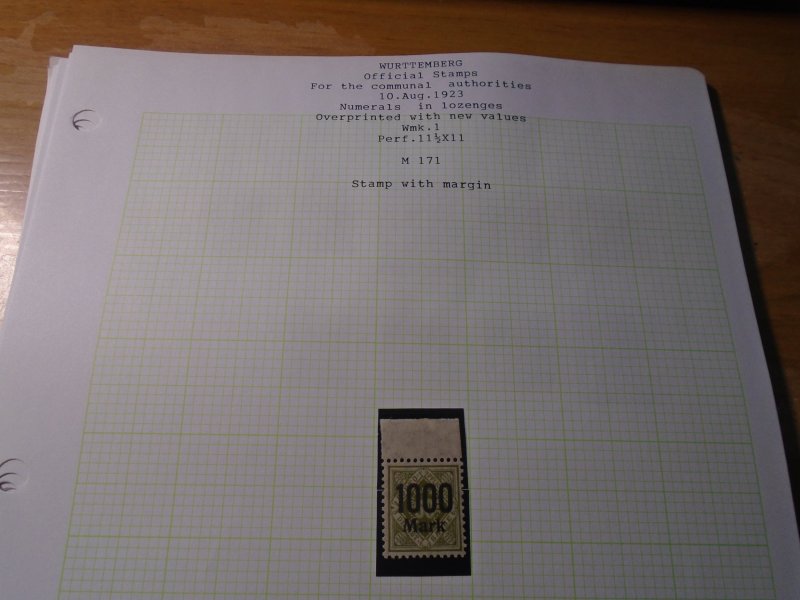 WURTTEMBERG
Official Stamps
For the communal authorities
10.Aug.1923
Numerals in lozenges
Overprinted with new values
Wmk.1
Perf.11½X11
M 171
Stamp with margin
1000
Mark